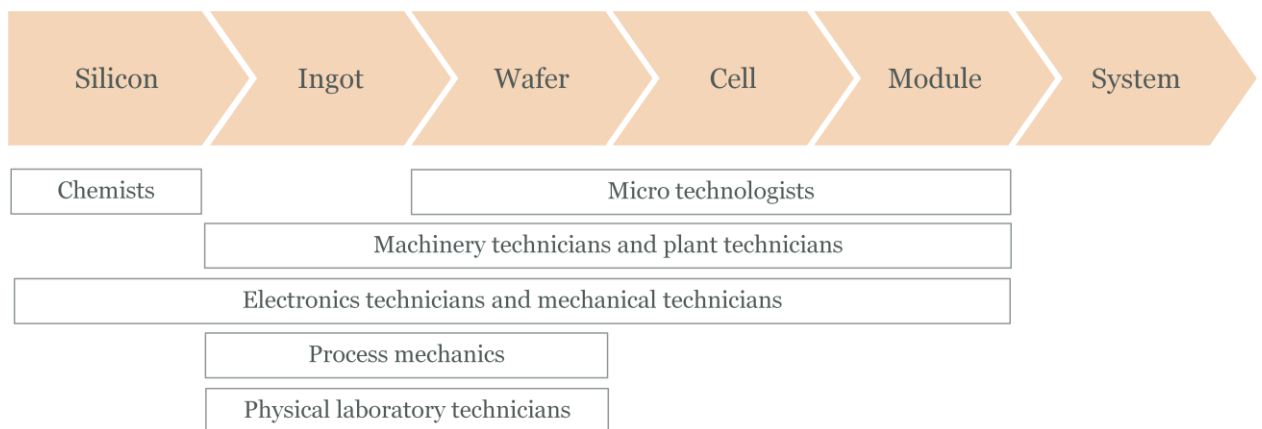 Silicon
Ingot
Wafer
Cell
Module
System
Chemists
Micro technologists
Machinery technicians and plant technicians
Electronics technicians and mechanical technicians
Process mechanics
Physical laboratory technicians